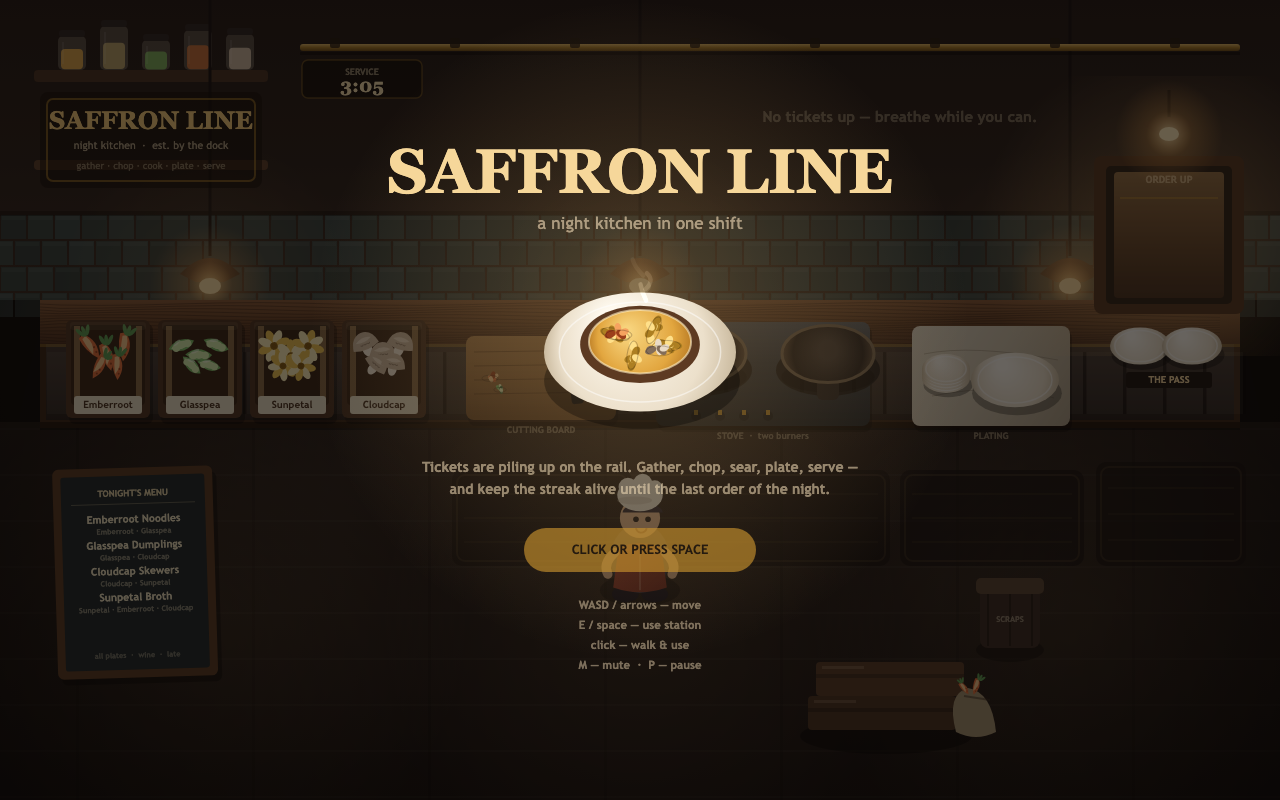 SERVICE
3:05
SAFFRON LINE
night kitchen · est. by the dock
gather · chop · cook · plate · serve
No tickets up — breathe while you can.
SAFFRON LINE
a night kitchen in one shift
ORDER UP
Emberroot
Glasspea
Sunpetal
Cloudcap
THE PASS
CUTTING BOARD
STOVE · two burners
PLATING
Tickets are piling up on the rail. Gather, chop, sear, plate, serve —
and keep the streak alive until the last order of the night.
TONIGHT'S MENU
Emberroot Noodles
Emberroot · Glasspea
Glasspea Dumplings
Glasspea · Cloudcap
Cloudcap Skewers
Cloudcap · Sunpetal
Sunpetal Broth
Sunpetal · Emberroot · Cloudcap
all plates · wine · late
CLICK OR PRESS SPACE
WASD / arrows — move
E / space — use station
click — walk & use
M — mute · P — pause
SCRAPS